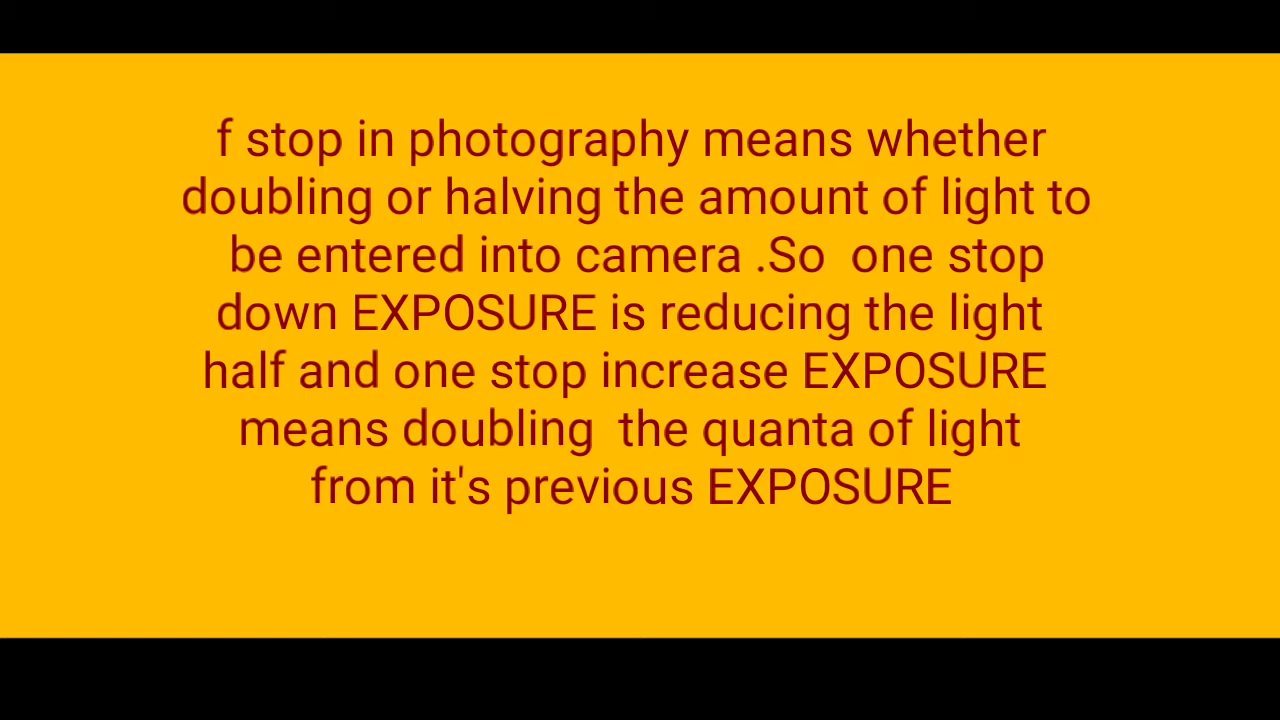 f stop in photography means whether
doubling or halving the amount of light to
be entered into camera .So  one stop
down EXPOSURE is reducing the light
half and one stop increase EXPOSURE
means doubling  the quanta of light
from it's previous EXPOSURE